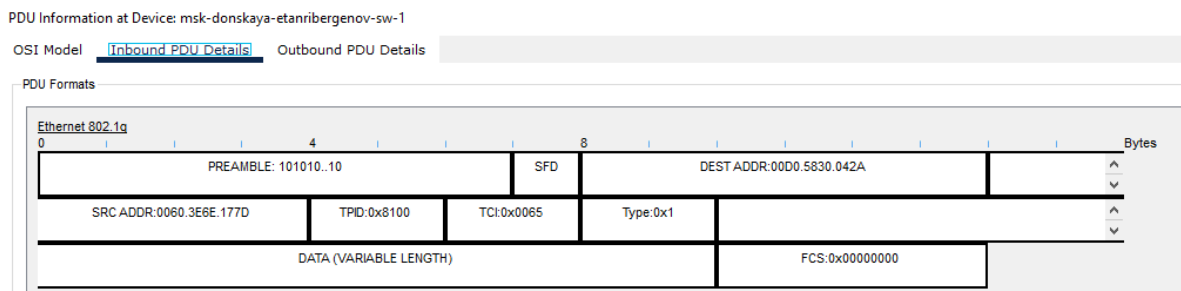 PDU Information at Device: msk-donskaya-etanribergenov-sw-1
OSI Model Inbound PDU Details Outbound PDU Details
PDU Formats
Ethernet 802.1q
0 4 8 Bytes
PREAMBLE: 101010..10 SFD DEST ADDR:00D0.5830.042A
SRC ADDR:0060.3E6E.177D TPID:0x8100 TCI:0x0065 Type:0x1
DATA (VARIABLE LENGTH) FCS:0x00000000